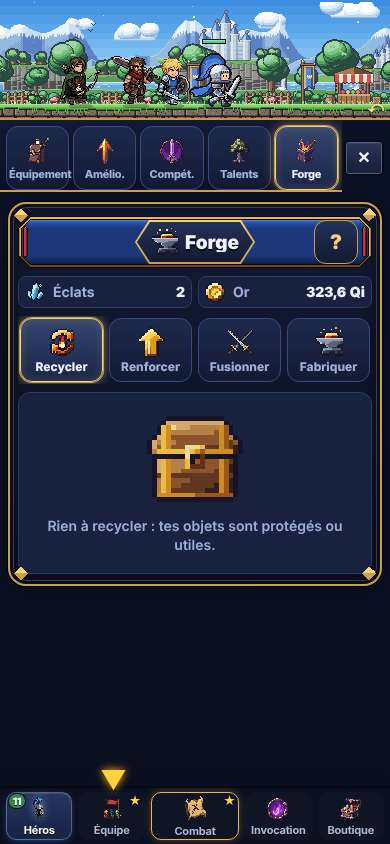 Équipement
Amélio.
Compét.
Talents
Forge
×
Forge
?
Éclats
2
Or
323,6 Qi
Recycler
Renforcer
Fusionner
Fabriquer
Rien à recycler : tes objets sont protégés ou
utiles.
11
Héros
Équipe
Combat
Invocation
Boutique